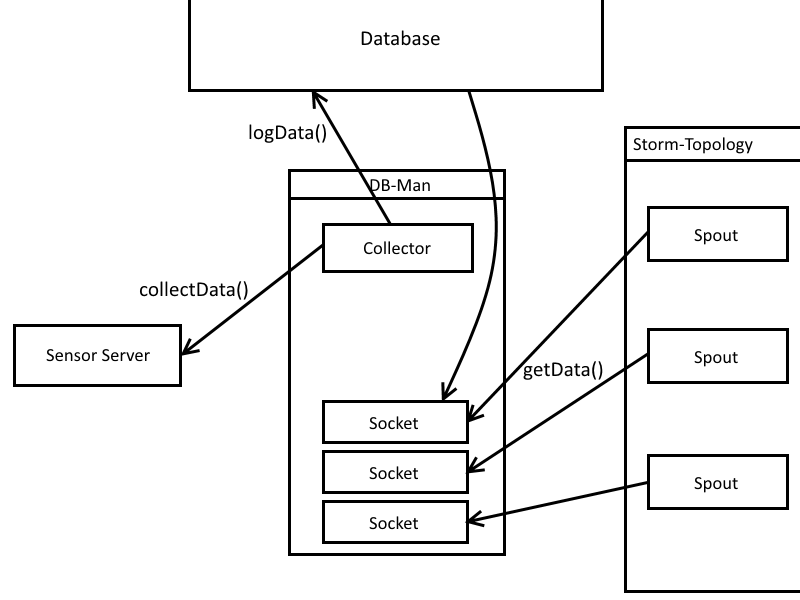 Database
logData()
Storm-Topology
DB-Man
Spout
Collector
collectData()
Sensor Server
Spout
getData()
Socket
Socket
Spout
Socket